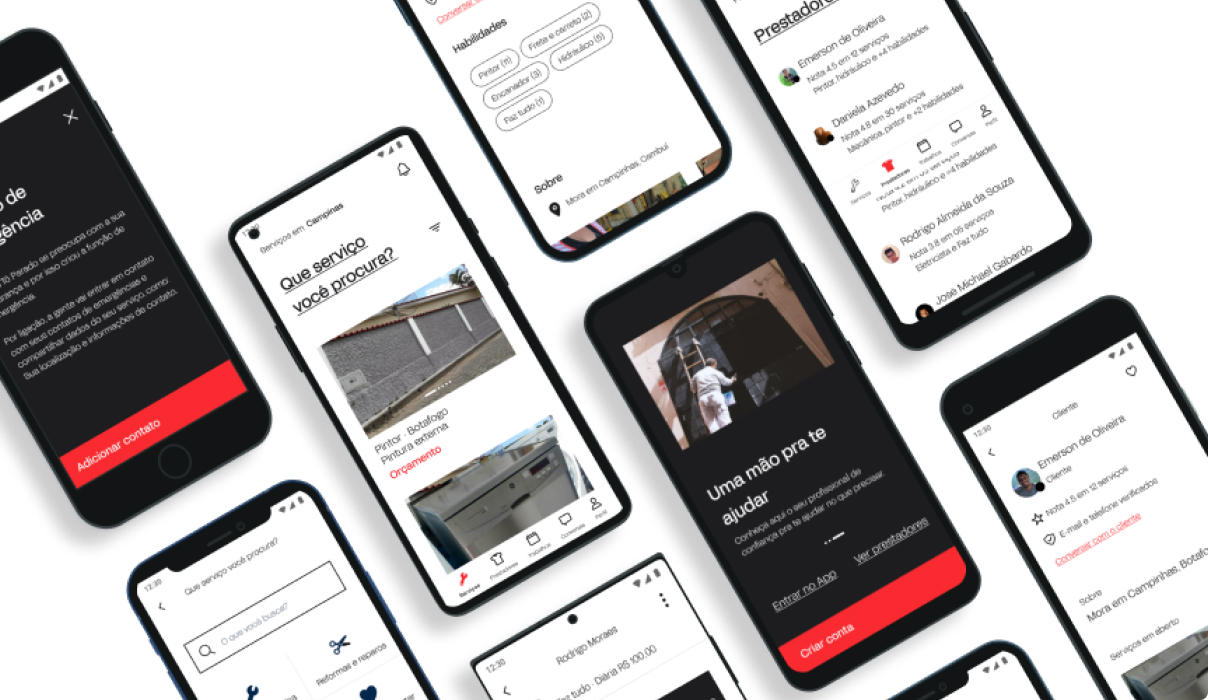 o de
gência
Tô Parado se preocupa com a sua
rança e por isso criou a função de
mergência.
Por ligação, a gente vai entrar em contato
com seus contatos de emergências e
compartilhar dados do seu serviço, como
Sua localização e informações de contato.
Adicionar contato
Serviços em Campinas
Que serviço
você procura?
Pintor · Botafogo
Pintura externa
Orçamento
Serviços
Prestadores
Trabalhos
Conversas
Perfil
Habilidades
Pintor (11)
Frete e carreto (2)
Encanador (3)
Hidráulico (5)
Faz tudo (1)
Sobre
Mora em Campinas, Cambuí
Prestadores
Emerson de Oliveira
Nota 4.5 em 12 serviços
Pintor, hidráulico e +4 habilidades
Daniela Azevedo
Nota 4.8 em 30 serviços
Mecânica, pintor e +2 habilidades
Serviços
Prestadores
Trabalhos
Conversas
Perfil
Pintor, hidráulico e +4 habilidades
Rodrigo Almeida de Souza
Nota 3.8 em 05 serviços
Eletricista e Faz tudo
José Michael Gabardo
Uma mão pra te
ajudar
Conheça aqui o seu profissional de
confiança pra te ajudar no que precisar.
Entrar no App
Ver prestadores
Criar conta
12:30
Cliente
Emerson de Oliveira
Cliente
Nota 4.5 em 12 serviços
E-mail e telefone verificados
Conversar com o cliente
Sobre
Mora em Campinhas, Botafo
Serviços em aberto
12:30
Que serviço você procura?
O que você busca?
Reformas e reparos
12:30
Rodrigo Moraes
az tudo · Diária R$ 100,00